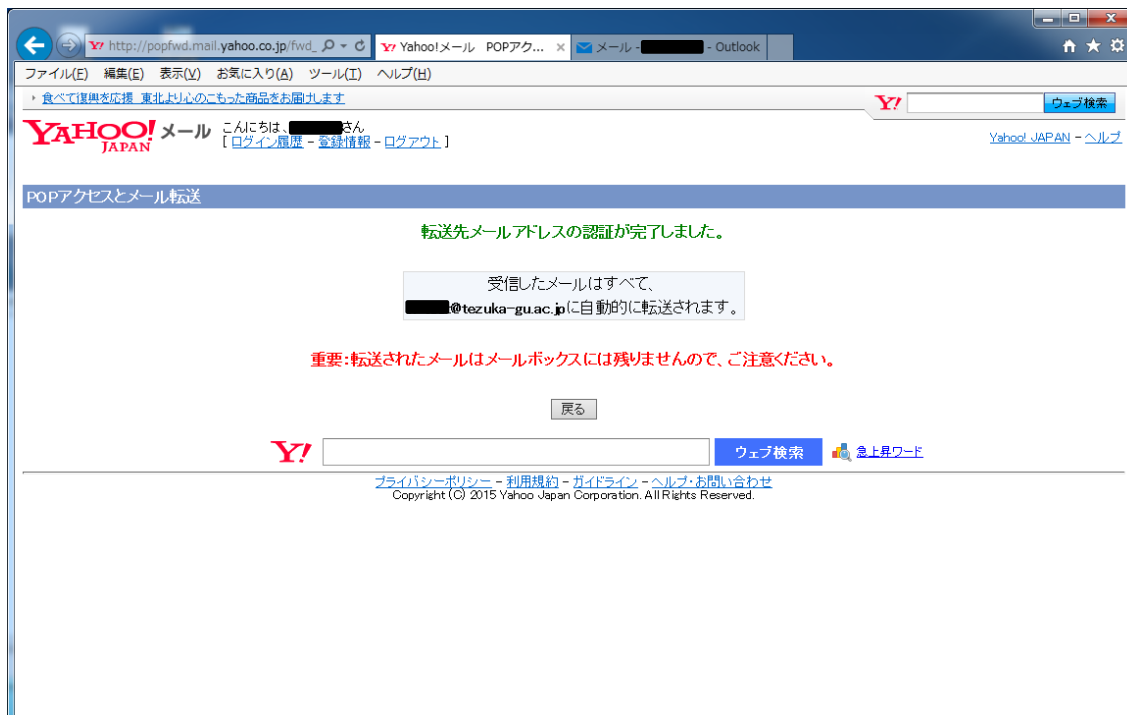 http://popfwd.mail.yahoo.co.jp/fwd_
Yahoo!メール POPアク...
メール - - Outlook
ファイル(F) 編集(E) 表示(V) お気に入り(A) ツール(T) ヘルプ(H)
食べて復興を応援 東北より心のこもった商品をお届けします
Y! ウェブ検索
YAHOO! JAPAN メール
こんにちは、さん
[ ログイン履歴 - 登録情報 - ログアウト ]
Yahoo! JAPAN - ヘルプ
POPアクセスとメール転送
転送先メールアドレスの認証が完了しました。
受信したメールはすべて、
@tezuka-gu.ac.jpに自動的に転送されます。
重要:転送されたメールはメールボックスには残りませんので、ご注意ください。
戻る
Y! ウェブ検索 急上昇ワード
プライバシーポリシー - 利用規約 - ガイドライン - ヘルプ・お問い合わせ
Copyright (C) 2015 Yahoo Japan Corporation. All Rights Reserved.